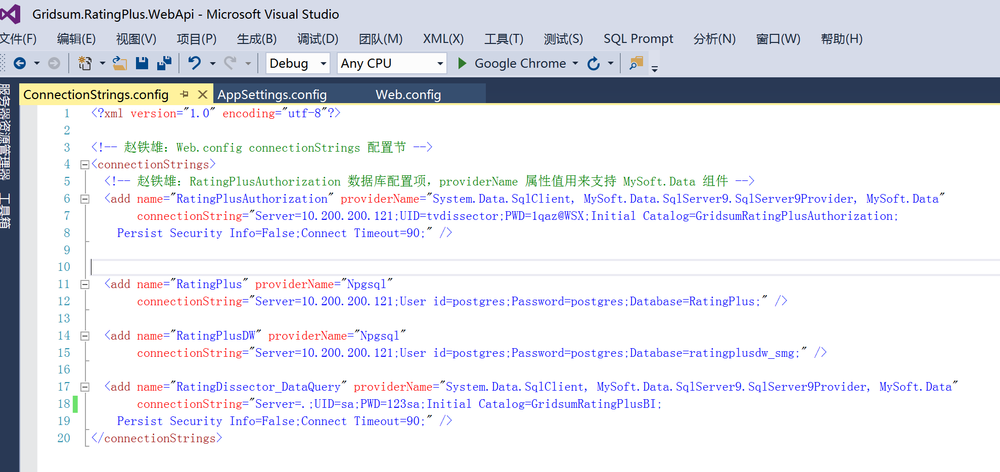 Gridsum.RatingPlus.WebApi - Microsoft Visual Studio
文件(F) 编辑(E) 视图(V) 项目(P) 生成(B) 调试(D) 团队(M) XML(X) 工具(T) 测试(S) SQL Prompt 分析(N) 窗口(W) 帮助(H)
Debug Any CPU Google Chrome
服务器资源管理器
工具箱
ConnectionStrings.config AppSettings.config Web.config
1 <?xml version="1.0" encoding="utf-8"?>
2
3 <!-- 赵铁雄：Web.config connectionStrings 配置节 -->
4 <connectionStrings>
5 <!-- 赵铁雄：RatingPlusAuthorization 数据库配置项，providerName 属性值用来支持 MySoft.Data 组件 -->
6 <add name="RatingPlusAuthorization" providerName="System.Data.SqlClient, MySoft.Data.SqlServer9.SqlServer9Provider, MySoft.Data"
7 connectionString="Server=10.200.200.121;UID=tvdissector;PWD=1qaz@WSX;Initial Catalog=GridsumRatingPlusAuthorization;
8 Persist Security Info=False;Connect Timeout=90;" />
9
10
11 <add name="RatingPlus" providerName="Npgsql"
12 connectionString="Server=10.200.200.121;User id=postgres;Password=postgres;Database=RatingPlus;" />
13
14 <add name="RatingPlusDW" providerName="Npgsql"
15 connectionString="Server=10.200.200.121;User id=postgres;Password=postgres;Database=ratingplusdw_smg;" />
16
17 <add name="RatingDissector_DataQuery" providerName="System.Data.SqlClient, MySoft.Data.SqlServer9.SqlServer9Provider, MySoft.Data"
18 connectionString="Server=.;UID=sa;PWD=123sa;Initial Catalog=GridsumRatingPlusBI;
19 Persist Security Info=False;Connect Timeout=90;" />
20 </connectionStrings>